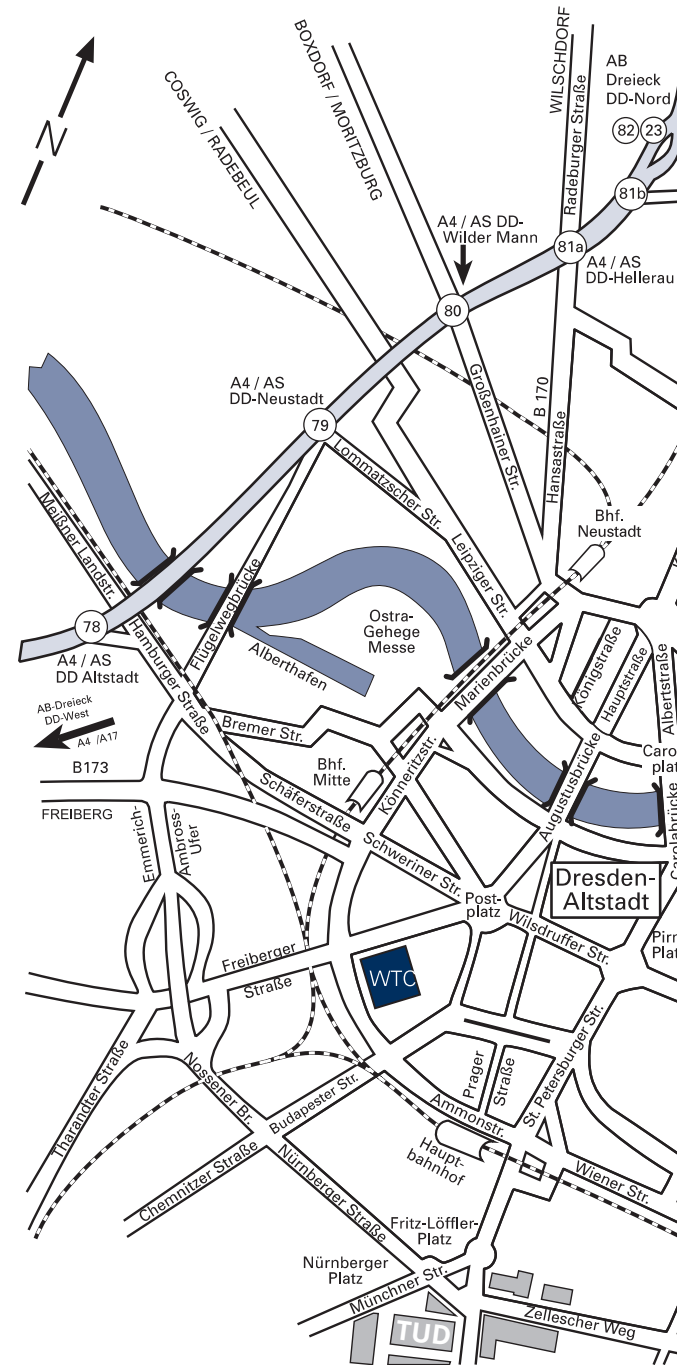 N
COSWIG / RADEBEUL
BOXDORF / MORITZBURG
WILSCHDORF
Radeburger Straße
AB
Dreieck
DD-Nord
82
23
81b
A4 / AS DD-
Wilder Mann
81a
A4 / AS
DD-Hellerau
80
A4 / AS
DD-Neustadt
79
Großenhainer Str.
B 170
Hansastraße
Lommatzscher Str.
Leipziger Str.
Bhf.
Neustadt
Meißner Landstr.
78
A4 / AS
DD Altstadt
Hamburger Straße
Flügelwegbrücke
Alberthafen
Ostra-
Gehege
Messe
Marienbrücke
Königstraße
Hauptstraße
Albertstraße
AB-Dreieck
DD-West
A4 /A17
Bremer Str.
Bhf.
Mitte
Könneritzstr.
Augustusbrücke
Carolabrücke
B173
FREIBERG
Schäferstraße
Emmerich-
Ambross-
Ufer
Schweriner Str.
Post-
platz
Dresden-
Altstadt
Wilsdruffer Str.
Freiberger
Straße
WTC
Tharandter Straße
Nossener Br.
Budapester Str.
Prager
Straße
St. Petersburger Str.
Ammonstr.
Haupt-
bahnhof
Wiener Str.
Chemnitzer Straße
Nürnberger Straße
Fritz-Löffler-
Platz
Nürnberger
Platz
Münchner Str.
Zellescher Weg
TUD